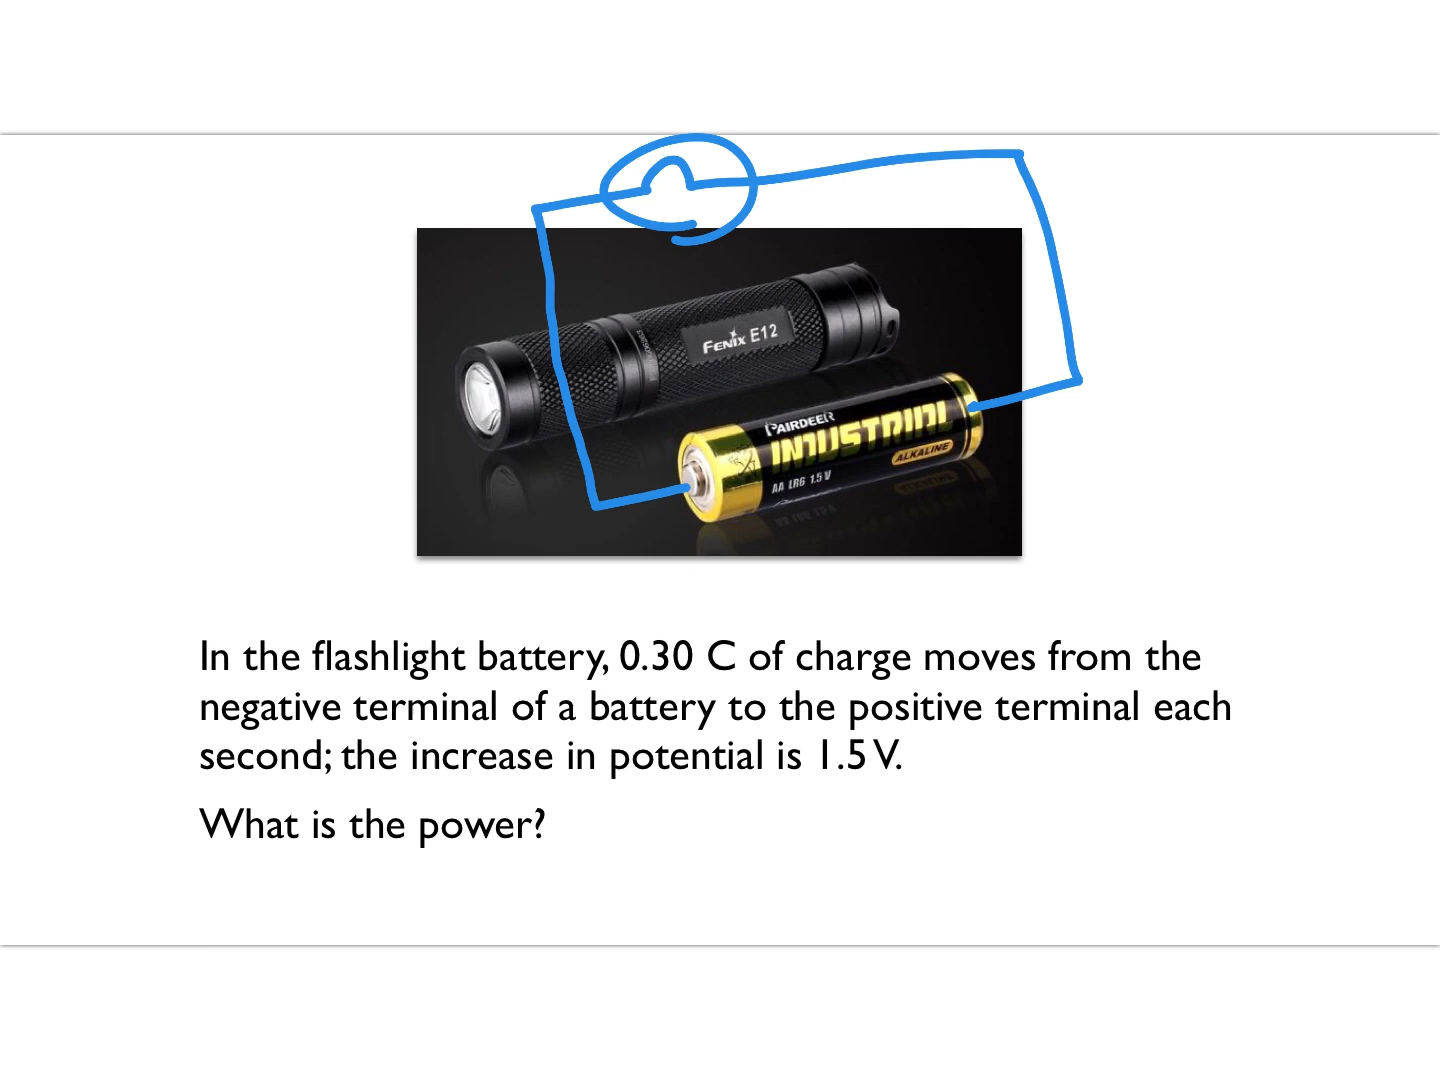 FENIX E12
PAIRDEER
INDUSTRIAL
ALKALINE
AA LR6 1.5V
In the flashlight battery, 0.30 C of charge moves from the
negative terminal of a battery to the positive terminal each
second; the increase in potential is 1.5 V.
What is the power?